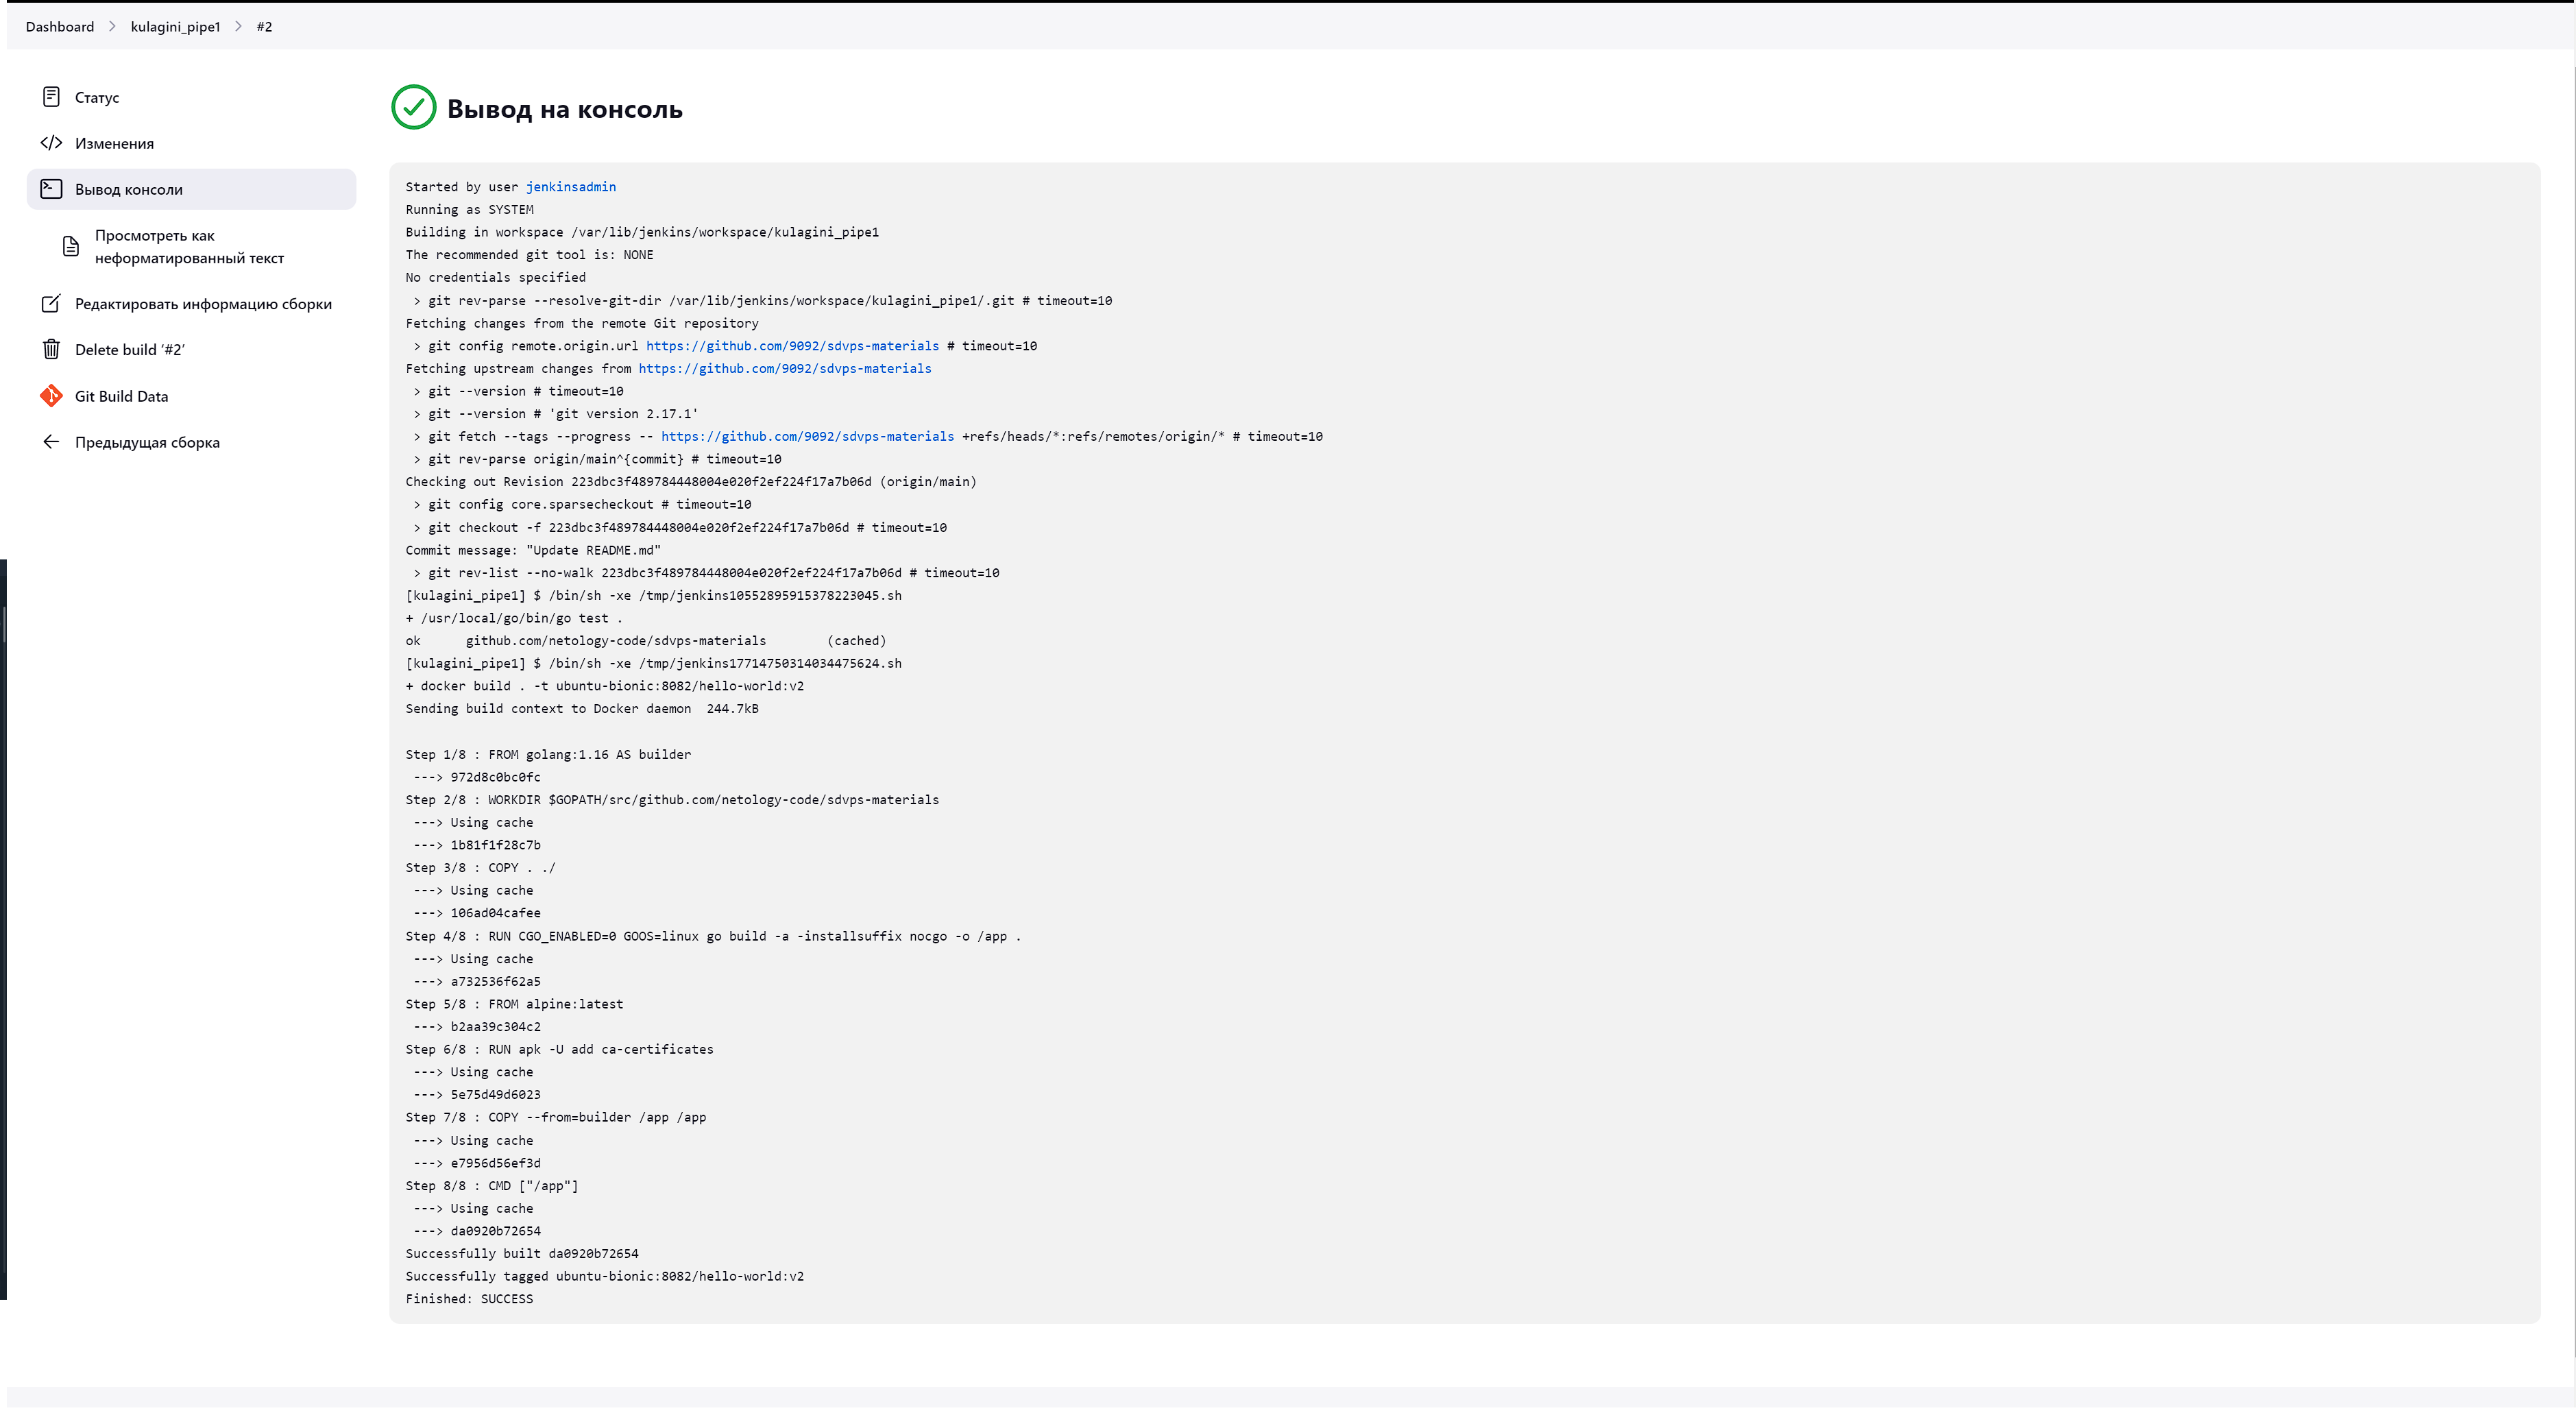 Dashboard > kulagini_pipe1 > #2
Статус
Изменения
Вывод консоли
Просмотреть как
неформатированный текст
Редактировать информацию сборки
Delete build ‘#2’
Git Build Data
Предыдущая сборка
Вывод на консоль
Started by user jenkinsadmin
Running as SYSTEM
Building in workspace /var/lib/jenkins/workspace/kulagini_pipe1
The recommended git tool is: NONE
No credentials specified
 > git rev-parse --resolve-git-dir /var/lib/jenkins/workspace/kulagini_pipe1/.git # timeout=10
Fetching changes from the remote Git repository
 > git config remote.origin.url https://github.com/9092/sdvps-materials # timeout=10
Fetching upstream changes from https://github.com/9092/sdvps-materials
 > git --version # timeout=10
 > git --version # 'git version 2.17.1'
 > git fetch --tags --progress -- https://github.com/9092/sdvps-materials +refs/heads/*:refs/remotes/origin/* # timeout=10
 > git rev-parse origin/main^{commit} # timeout=10
Checking out Revision 223dbc3f489784448004e020f2ef224f17a7b06d (origin/main)
 > git config core.sparsecheckout # timeout=10
 > git checkout -f 223dbc3f489784448004e020f2ef224f17a7b06d # timeout=10
Commit message: "Update README.md"
 > git rev-list --no-walk 223dbc3f489784448004e020f2ef224f17a7b06d # timeout=10
[kulagini_pipe1] $ /bin/sh -xe /tmp/jenkins10552895915378223045.sh
+ /usr/local/go/bin/go test .
ok      github.com/netology-code/sdvps-materials        (cached)
[kulagini_pipe1] $ /bin/sh -xe /tmp/jenkins17714750314034475624.sh
+ docker build . -t ubuntu-bionic:8082/hello-world:v2
Sending build context to Docker daemon  244.7kB
Step 1/8 : FROM golang:1.16 AS builder
 ---> 972d8c0bc0fc
Step 2/8 : WORKDIR $GOPATH/src/github.com/netology-code/sdvps-materials
 ---> Using cache
 ---> 1b81f1f28c7b
Step 3/8 : COPY . ./
 ---> Using cache
 ---> 106ad04cafee
Step 4/8 : RUN CGO_ENABLED=0 GOOS=linux go build -a -installsuffix nocgo -o /app .
 ---> Using cache
 ---> a732536f62a5
Step 5/8 : FROM alpine:latest
 ---> b2aa39c304c2
Step 6/8 : RUN apk -U add ca-certificates
 ---> Using cache
 ---> 5e75d49d6023
Step 7/8 : COPY --from=builder /app /app
 ---> Using cache
 ---> e7956d56ef3d
Step 8/8 : CMD ["/app"]
 ---> Using cache
 ---> da0920b72654
Successfully built da0920b72654
Successfully tagged ubuntu-bionic:8082/hello-world:v2
Finished: SUCCESS